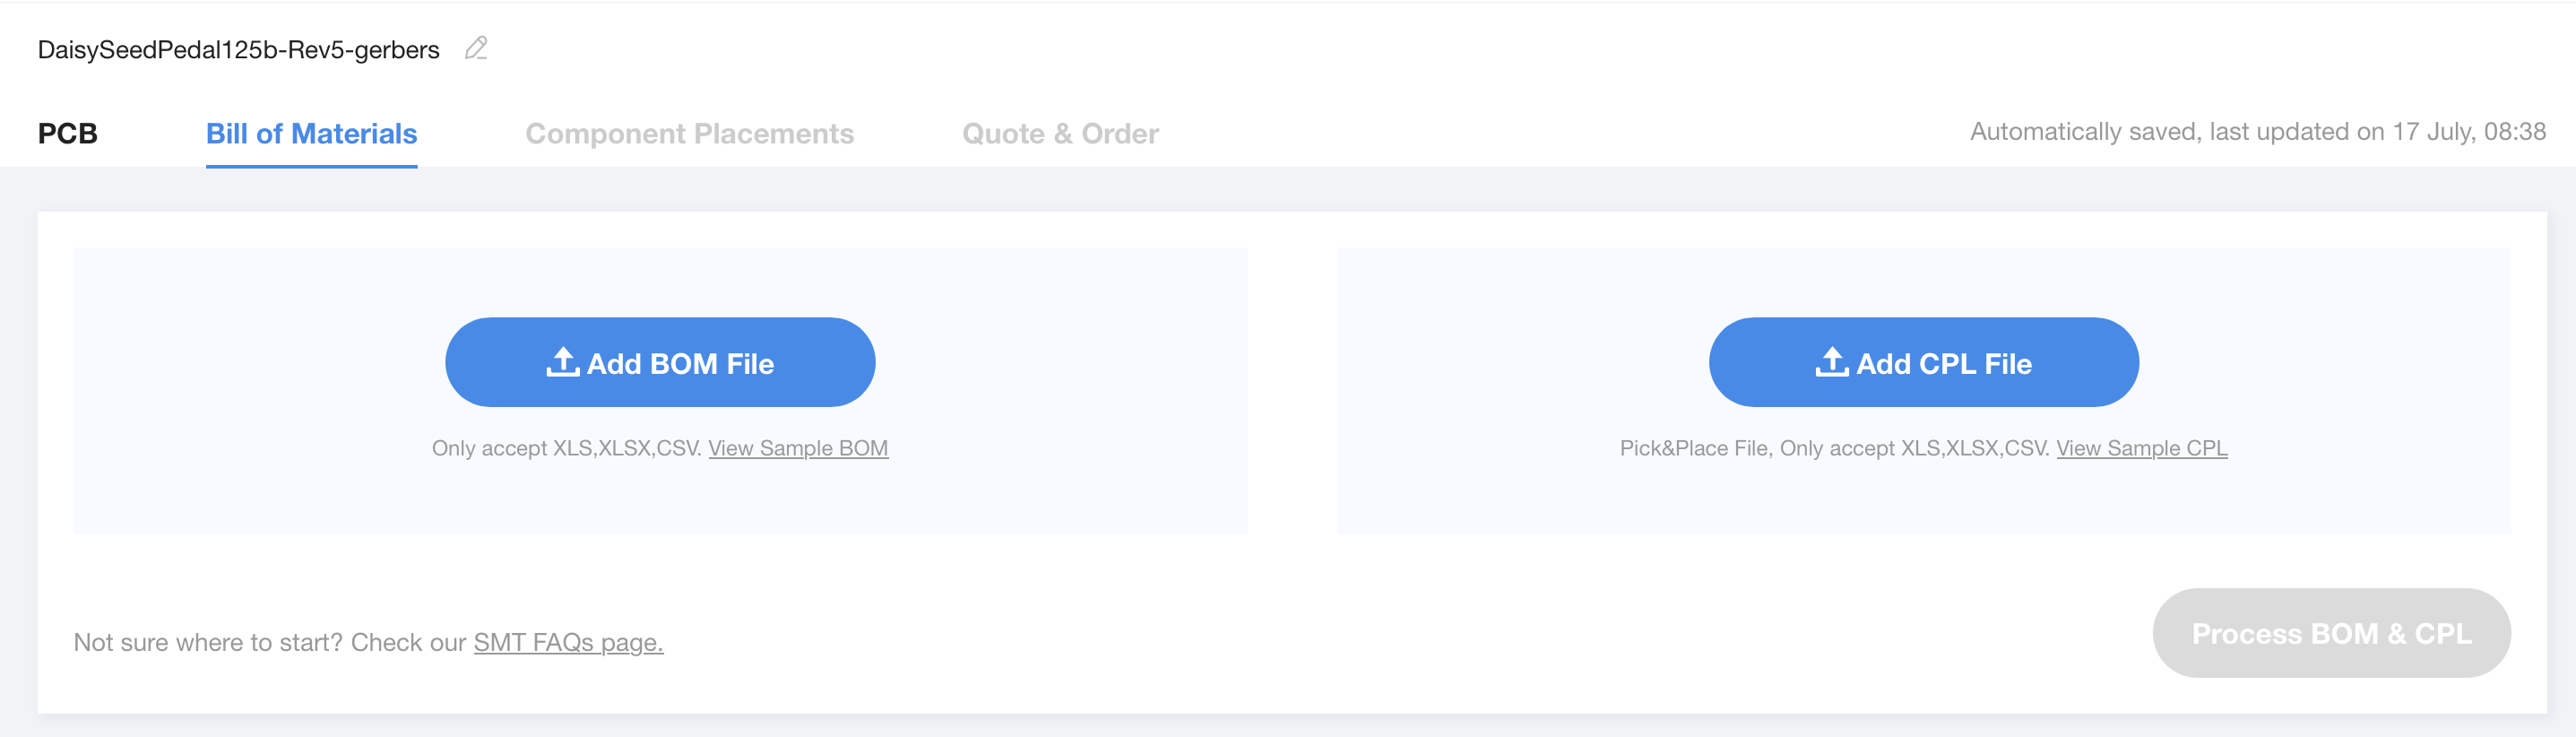 DaisySeedPedal125b-Rev5-gerbers
PCB Bill of Materials Component Placements Quote & Order Automatically saved, last updated on 17 July, 08:38
Add BOM File
Only accept XLS,XLSX,CSV. View Sample BOM
Add CPL File
Pick&Place File, Only accept XLS,XLSX,CSV. View Sample CPL
Not sure where to start? Check our SMT FAQs page.
Process BOM & CPL